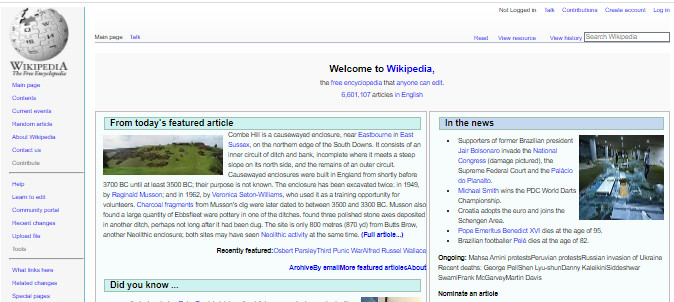 Not Logged in Talk Contributions Create account Log in
Main page Talk
Read View resource View history Search Wikipedia
WIKIPEDIA
The Free Encyclopedia
Main page
Contents
Current events
Random article
About Wikipedia
Contact us
Contribute
Help
Learn to edit
Community portal
Recent changes
Upload file
Tools
What links here
Related changes
Special pages
Welcome to Wikipedia,
the free encyclopedia that anyone can edit.
6,601,107 articles in English
From today's featured article
Combe Hill is a causewayed enclosure, near Eastbourne in East
Sussex, on the northern edge of the South Downs. It consists of an
inner circuit of ditch and bank, incomplete where it meets a steep
slope on its north side, and the remains of an outer circuit.
Causewayed enclosures were built in England from shortly before
3700 BC until at least 3500 BC; their purpose is not known. The enclosure has been excavated twice: in 1949,
by Reginald Musson; and in 1962, by Veronica Seton-Williams, who used it as a training opportunity for
volunteers. Charcoal fragments from Musson's dig were later dated to between 3500 and 3300 BC. Musson also
found a large quantity of Ebbsfleet ware pottery in one of the ditches. found three polished stone axes deposited
in another ditch, perhaps not long after it had been dug. The site is only 800 metres (870 yd) from Butts Brow,
another Neolithic enclosure; both sites may have seen Neolithic activity at the same time. (Full article...)
Recently featured:Osbert ParsleyThird Punic WarAlfred Russel Wallace
ArchiveBy emailMore featured articlesAbout
Did you know ...
In the news
Supporters of former Brazilian president
Jair Bolsonaro invade the National
Congress (damage pictured), the
Supreme Federal Court and the Palácio
do Planalto.
Michael Smith wins the PDC World Darts
Championship.
Croatia adopts the euro and joins the
Schengen Area.
Pope Emeritus Benedict XVI dies at the age of 95.
Brazilian footballer Pelé dies at the age of 82.
Ongoing: Mahsa Amini protestsPeruvian protestsRussian invasion of Ukraine
Recent deaths: George PellShen Lyu-shunDanny KaleikiniSiddeshwar
SwamiFrank McGarveyMartin Davis
Nominate an article